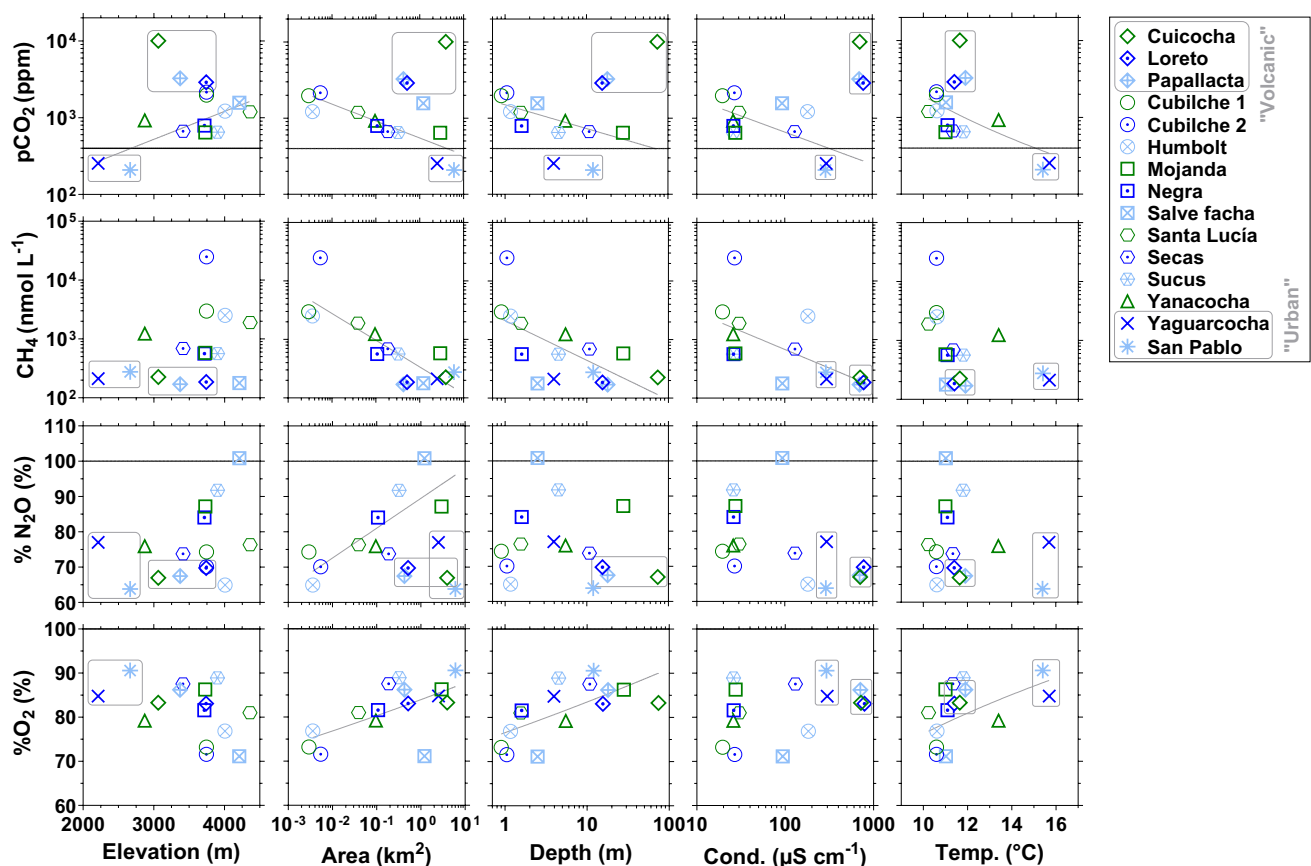 pCO₂ (ppm)
10⁴
10³
10²
CH₄ (nmol L⁻¹)
10⁵
10⁴
10³
10²
% N₂O (%)
110
100
90
80
70
60
%O₂ (%)
100
90
80
70
60
2000 3000 4000
Elevation (m)
10⁻³ 10⁻² 10⁻¹ 10⁰ 10¹
Area (km²)
1 10 100
Depth (m)
10 100 1000
Cond. (µS cm⁻¹)
10 12 14 16
Temp. (°C)
Cuicocha
Loreto
Papallacta
"Volcanic"
Cubilche 1
Cubilche 2
Humbolt
Mojanda
Negra
Salve facha
Santa Lucía
Secas
Sucus
Yanacocha
Yaguarcocha
San Pablo
"Urban"